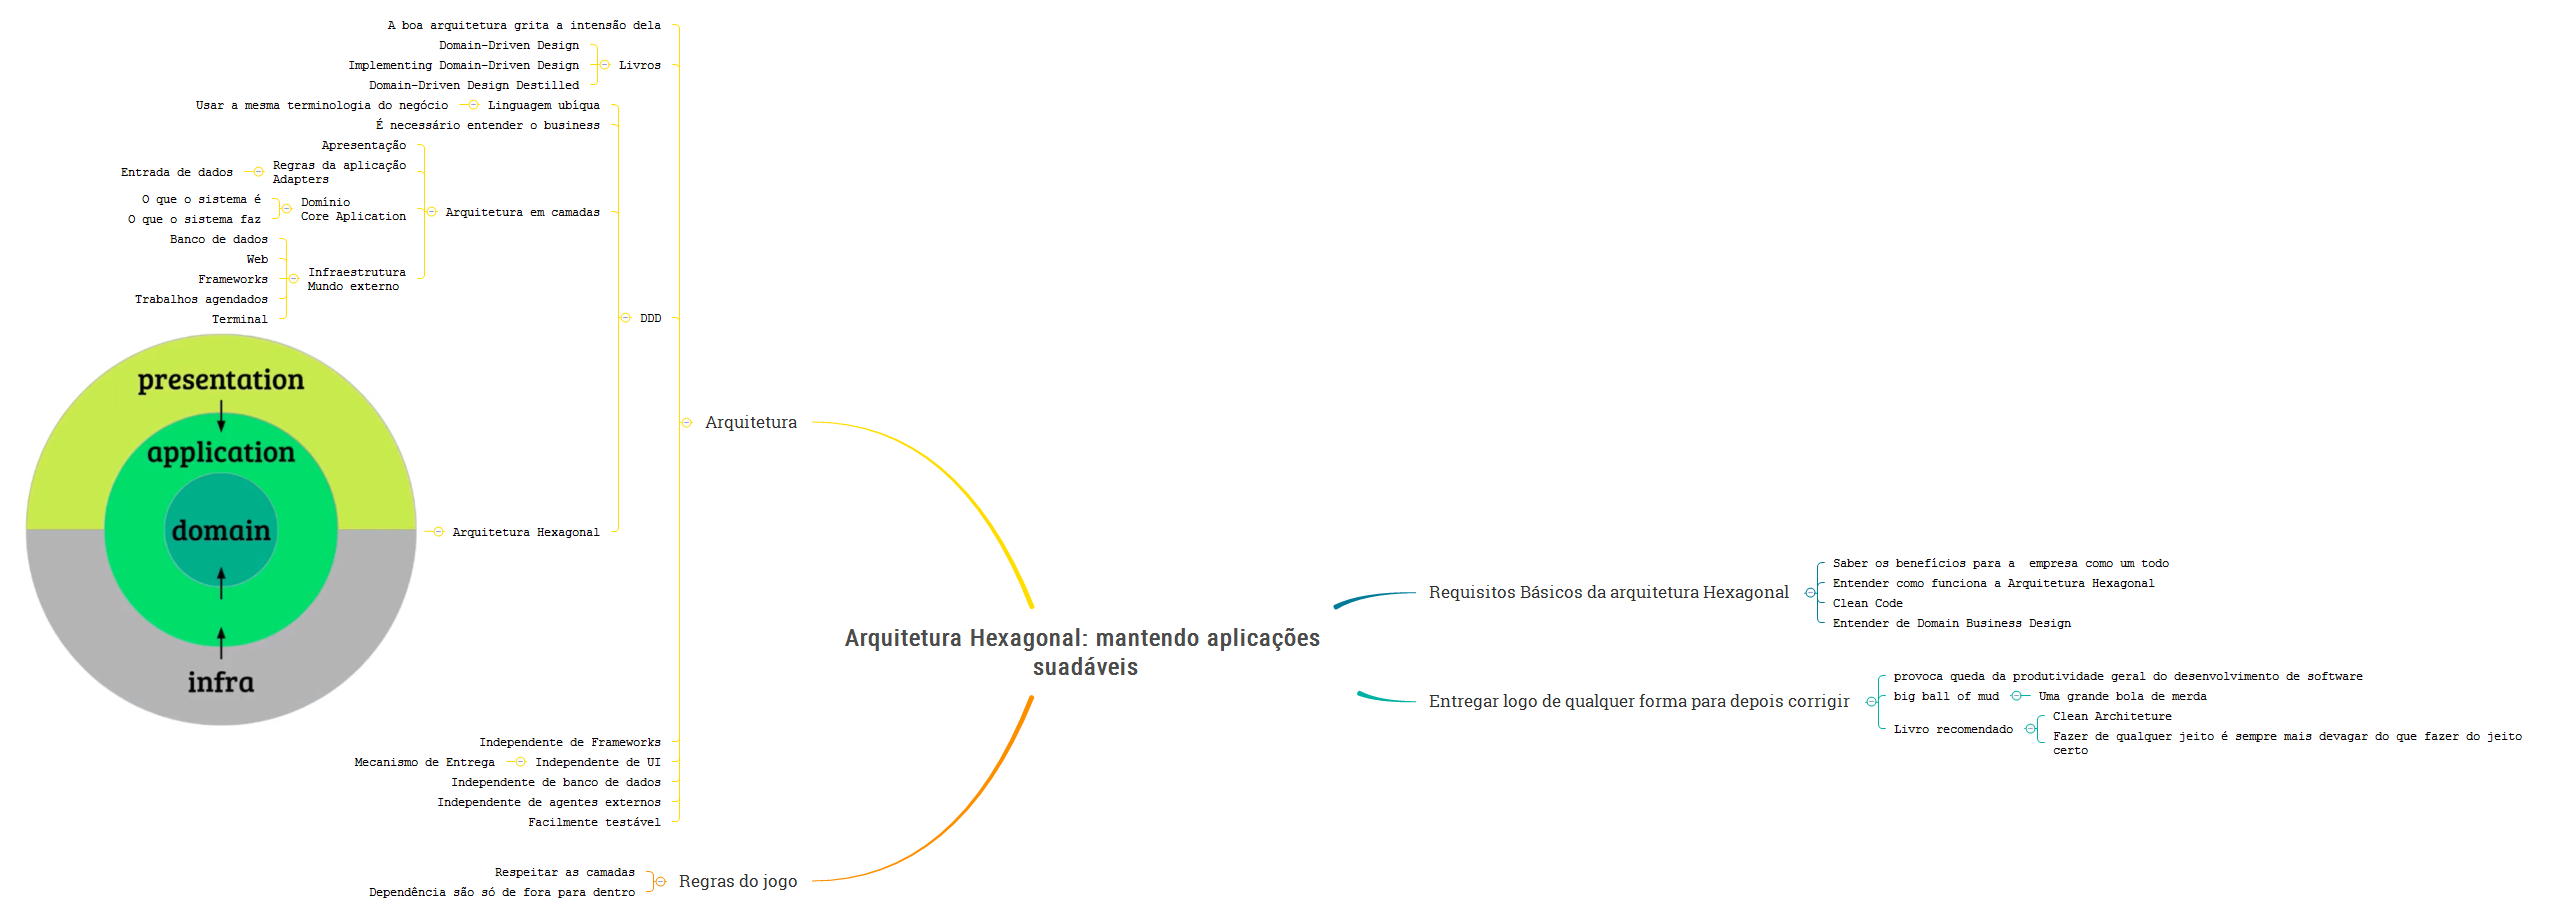 Arquitetura Hexagonal: mantendo aplicações
suadáveis
Requisitos Básicos da arquitetura Hexagonal
Saber os benefícios para a  empresa como um todo
Entender como funciona a Arquitetura Hexagonal
Clean Code
Entender de Domain Business Design
Entregar logo de qualquer forma para depois corrigir
provoca queda da produtividade geral do desenvolvimento de software
big ball of mud
Uma grande bola de merda
Livro recomendado
Clean Architeture
Fazer de qualquer jeito é sempre mais devagar do que fazer do jeito
certo
Arquitetura
A boa arquitetura grita a intensão dela
Livros
Domain-Driven Design
Implementing Domain-Driven Design
Domain-Driven Design Destilled
DDD
Linguagem ubíqua
Usar a mesma terminologia do negócio
É necessário entender o business
Arquitetura em camadas
Apresentação
Regras da aplicação
Adapters
Entrada de dados
Domínio
Core Aplication
O que o sistema é
O que o sistema faz
Infraestrutura
Mundo externo
Banco de dados
Web
Frameworks
Trabalhos agendados
Terminal
Arquitetura Hexagonal
presentation
application
domain
infra
Independente de Frameworks
Independente de UI
Mecanismo de Entrega
Independente de banco de dados
Independente de agentes externos
Facilmente testável
Regras do jogo
Respeitar as camadas
Dependência são só de fora para dentro